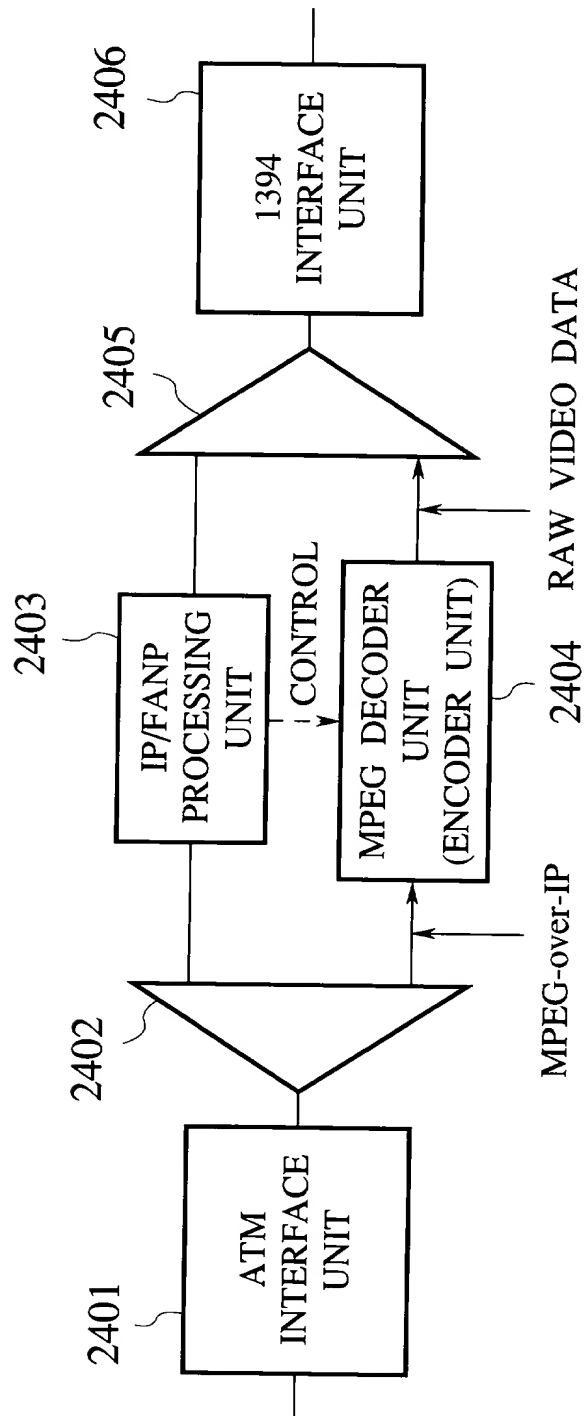 2401
ATM
INTERFACE
UNIT
2402
2403
IP/FANP
PROCESSING
UNIT
CONTROL
MPEG DECODER
UNIT
(ENCODER UNIT)
2404
MPEG-over-IP
RAW VIDEO DATA
2405
2406
1394
INTERFACE
UNIT